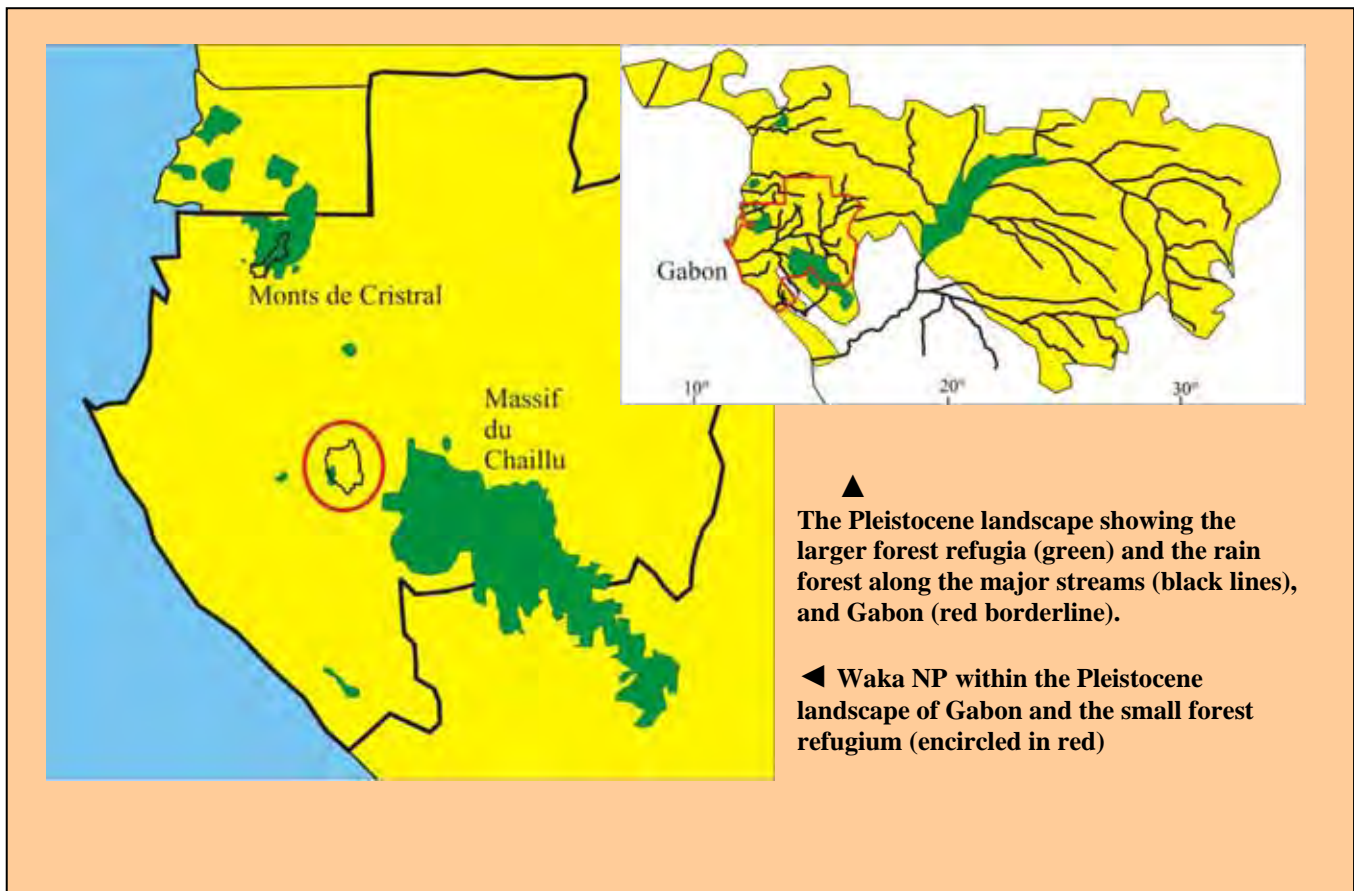 Monts de Cristral
Massif
du
Chaillu
Gabon
10°
20°
30°
▲
The Pleistocene landscape showing the
larger forest refugia (green) and the rain
forest along the major streams (black lines),
and Gabon (red borderline).
◄ Waka NP within the Pleistocene
landscape of Gabon and the small forest
refugium (encircled in red)